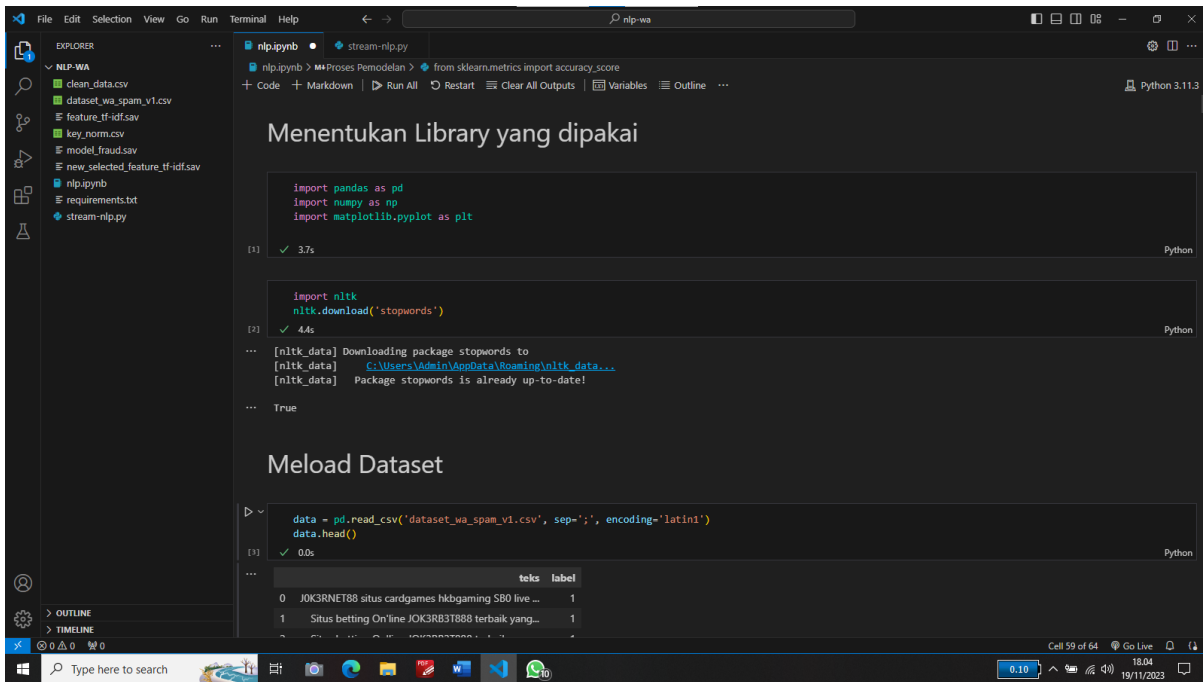 File Edit Selection View Go Run Terminal Help
nlp-wa
EXPLORER
nlp.ipynb
stream-nlp.py
NLP-WA
clean_data.csv
dataset_wa_spam_v1.csv
feature_tf-idf.sav
key_norm.csv
model_fraud.sav
new_selected_feature_tf-idf.sav
nlp.ipynb
requirements.txt
stream-nlp.py
OUTLINE
TIMELINE
nlp.ipynb > M↓Proses Pemodelan > from sklearn.metrics import accuracy_score
+ Code + Markdown | Run All Restart Clear All Outputs | Variables Outline ...
Python 3.11.3
Menentukan Library yang dipakai
import pandas as pd
import numpy as np
import matplotlib.pyplot as plt
[1] ✓ 3.7s Python
import nltk
nltk.download('stopwords')
[2] ✓ 4.4s Python
... [nltk_data] Downloading package stopwords to
[nltk_data] C:\Users\Admin\AppData\Roaming\nltk_data...
[nltk_data] Package stopwords is already up-to-date!
... True
Meload Dataset
data = pd.read_csv('dataset_wa_spam_v1.csv', sep=';', encoding='latin1')
data.head()
[3] ✓ 0.0s Python
... teks label
0 J0K3RNET88 situs cardgames hkbgaming SB0 live ... 1
1 Situs betting On'line JOK3RB3T888 terbaik yang... 1
0 0 0
Cell 59 of 64 Go Live
Type here to search
PDF
10
0.10
18.04
19/11/2023